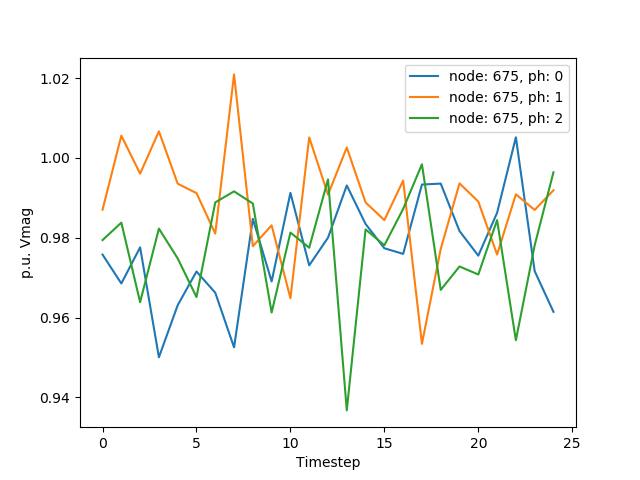 node: 675, ph: 0
node: 675, ph: 1
node: 675, ph: 2
1.02
1.00
0.98
0.96
0.94
p.u. Vmag
0
5
10
15
20
25
Timestep